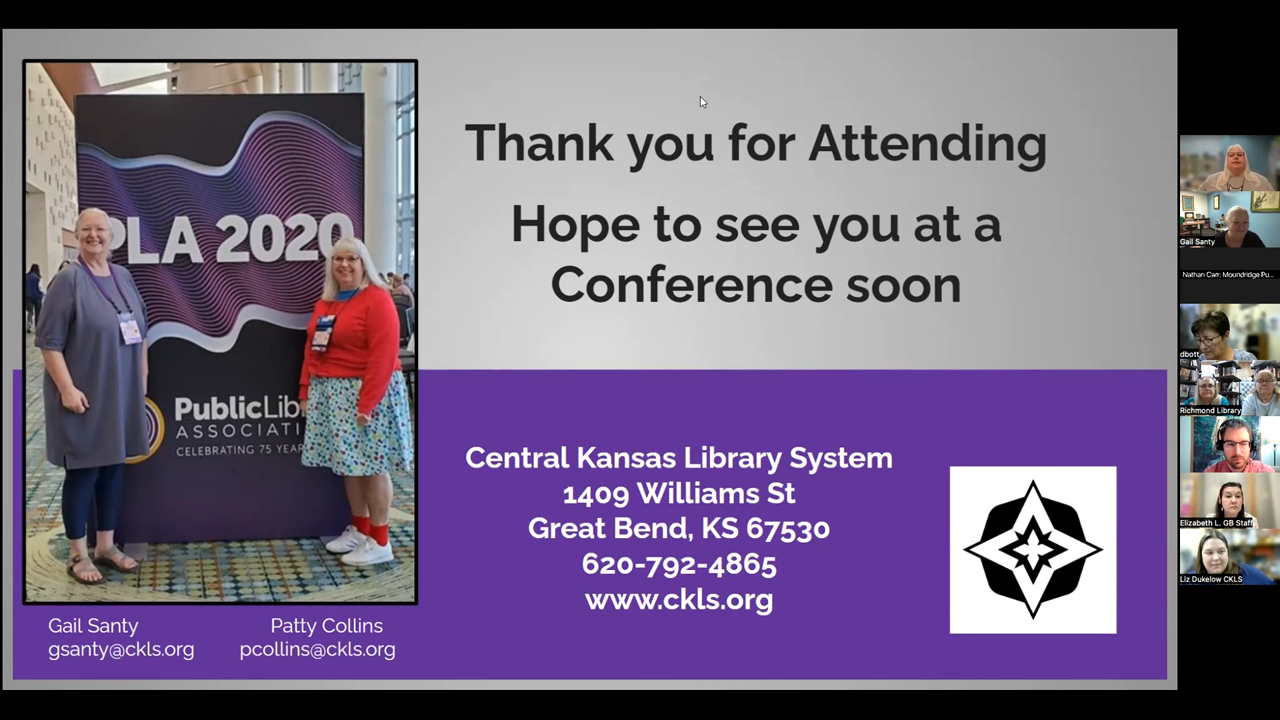 PLA 2020
PublicLib
ASSOCIATI
CELEBRATING 75 YEAR
Thank you for Attending
Hope to see you at a
Conference soon
Central Kansas Library System
1409 Williams St
Great Bend, KS 67530
620-792-4865
www.ckls.org
Gail Santy Patty Collins
gsanty@ckls.org pcollins@ckls.org
Gail Santy
Nathan Carr: Moundridge Pu...
dbott
Richmond Library
Elizabeth L. GB Staff
Liz Dukelow CKLS